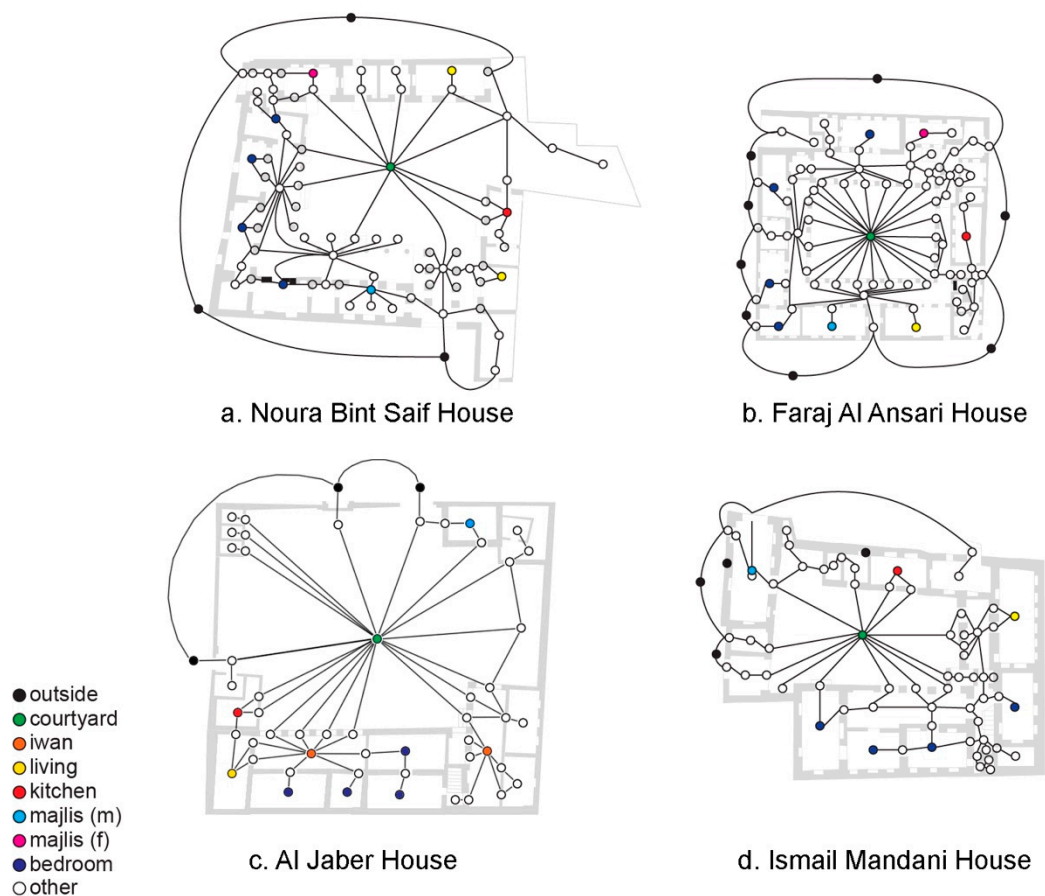 a. Noura Bint Saif House
b. Faraj Al Ansari House
outside
courtyard
iwan
living
kitchen
majlis (m)
majlis (f)
bedroom
other
c. Al Jaber House
d. Ismail Mandani House